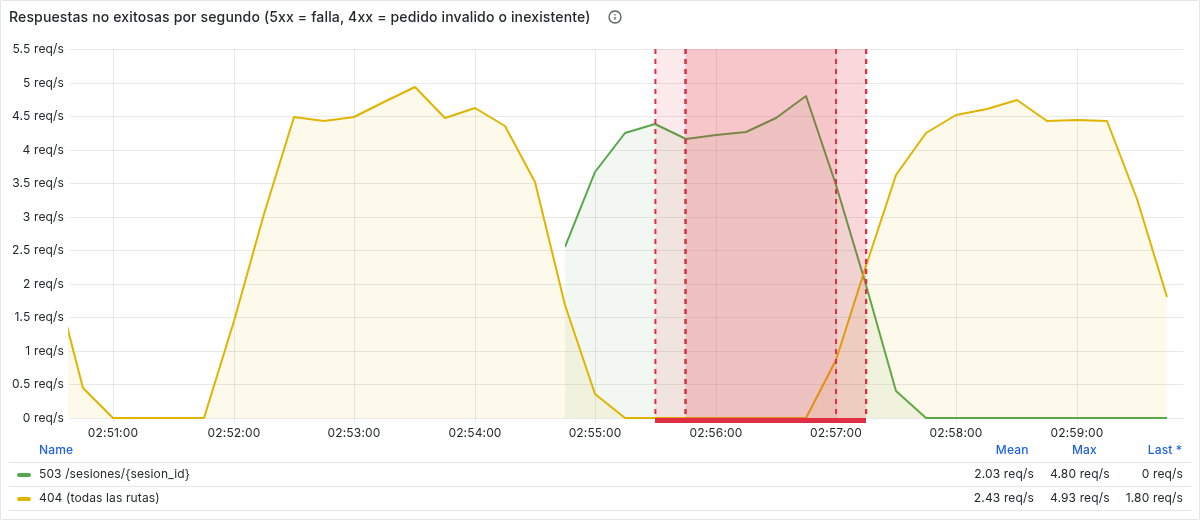 Respuestas no exitosas por segundo (5xx = falla, 4xx = pedido invalido o inexistente)
5.5 req/s
5 req/s
4.5 req/s
4 req/s
3.5 req/s
3 req/s
2.5 req/s
2 req/s
1.5 req/s
1 req/s
0.5 req/s
0 req/s
02:51:00 02:52:00 02:53:00 02:54:00 02:55:00 02:56:00 02:57:00 02:58:00 02:59:00
Name Mean Max Last *
503 /sesiones/{sesion_id} 2.03 req/s 4.80 req/s 0 req/s
404 (todas las rutas) 2.43 req/s 4.93 req/s 1.80 req/s